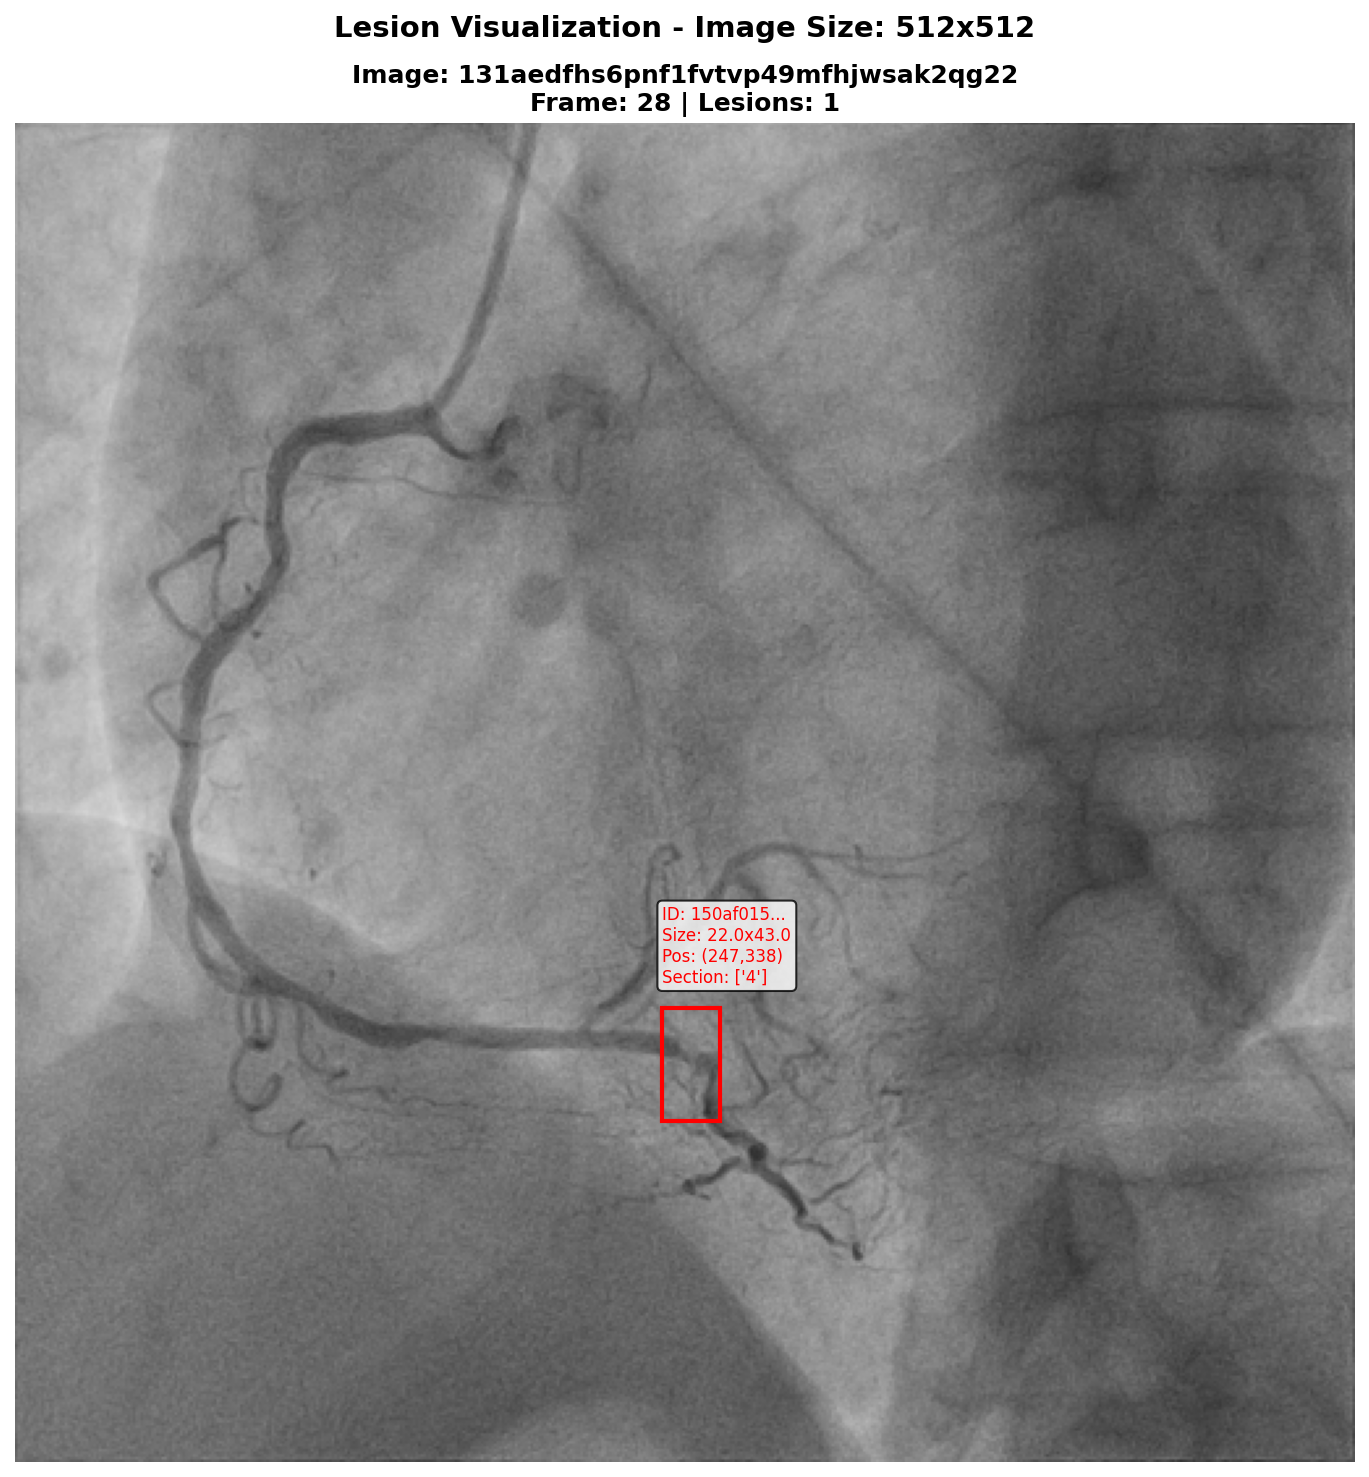 Lesion Visualization - Image Size: 512x512
Image: 131aedfhs6pnf1fvtvp49mfhjwsak2qg22
Frame: 28 | Lesions: 1
ID: 150af015...
Size: 22.0x43.0
Pos: (247,338)
Section: ['4']